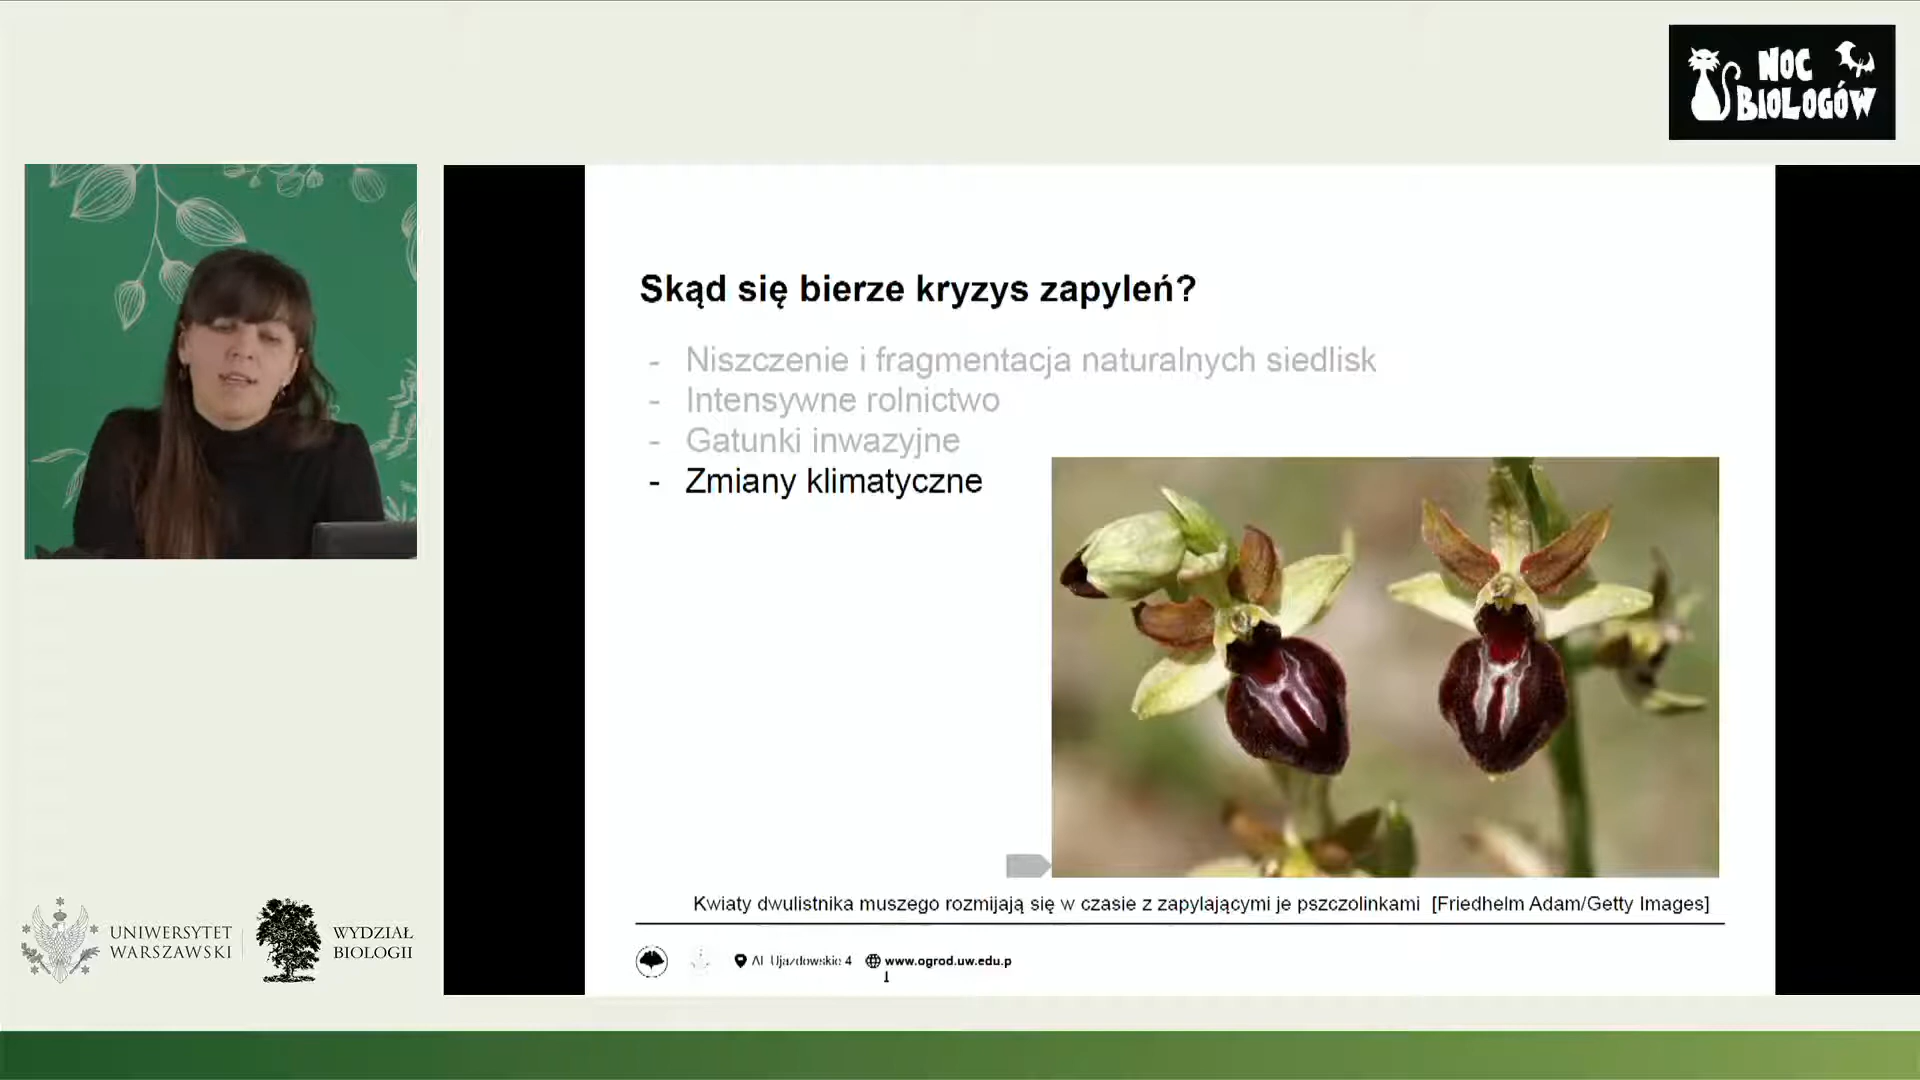 NOC
BIOLOGÓW
Skąd się bierze kryzys zapyleń?
- Niszczenie i fragmentacja naturalnych siedlisk
- Intensywne rolnictwo
- Gatunki inwazyjne
- Zmiany klimatyczne
Kwiaty dwulistnika muszego rozmijają się w czasie z zapylającymi je pszczolinkami [Friedhelm Adam/Getty Images]
Al. Ujazdowskie 4 www.ogrod.uw.edu.p
l
UNIWERSYTET
WARSZAWSKI
WYDZIAŁ
BIOLOGII